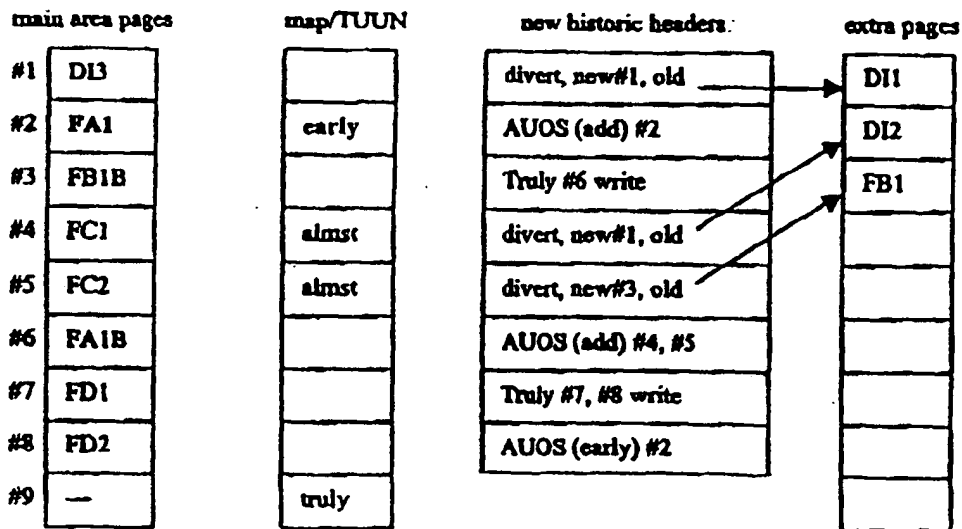 main area pages map/TUUN new historic headers: extra pages
#1 DI3 divert, new#1, old DI1
#2 FA1 early AUOS (add) #2 DI2
#3 FB1B Truly #6 write FB1
#4 FC1 almst divert, new#1, old
#5 FC2 almst divert, new#3, old
#6 FA1B AUOS (add) #4, #5
#7 FD1 Truly #7, #8 write
#8 FD2 AUOS (early) #2
#9 — truly